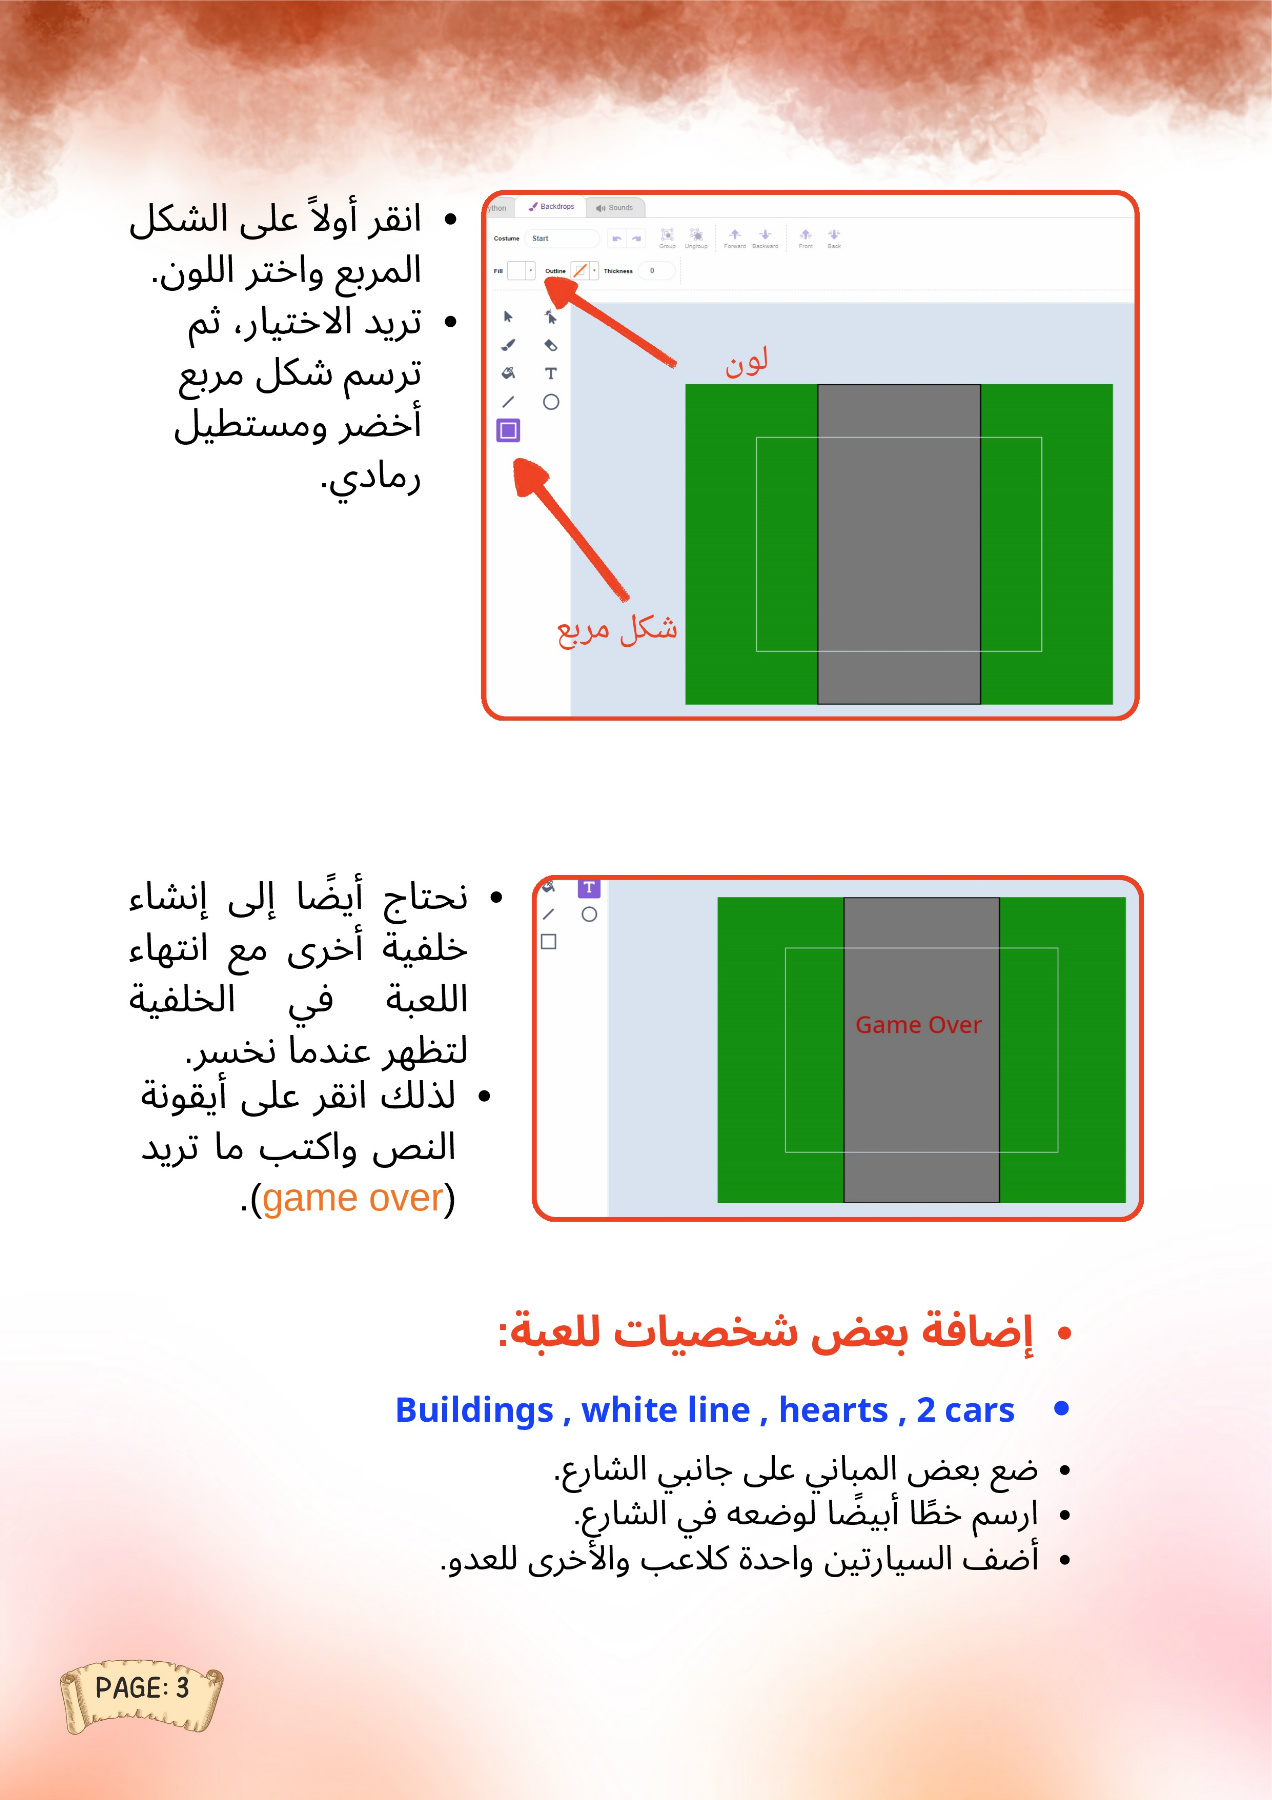 انقر أولاً على الشكل
المربع واختر اللون.
تريد الاختيار، ثم
ترسم شكل مربع
أخضر ومستطيل
رمادي.
ython
Backdrops
Sounds
Costume
Start
Group
Ungroup
Forward
Backward
Front
Back
Fill
Outline
Thickness
0
T
لون
شكل مربع
نحتاج أيضًا إلى إنشاء
خلفية أخرى مع انتهاء
اللعبة في الخلفية
لتظهر عندما نخسر.
لذلك انقر على أيقونة
النص واكتب ما تريد
(game over).
T
Game Over
إضافة بعض شخصيات للعبة:
Buildings , white line , hearts , 2 cars
ضع بعض المباني على جانبي الشارع.
ارسم خطًا أبيضًا لوضعه في الشارع.
أضف السيارتين واحدة كلاعب والأخرى للعدو.
PAGE: 3